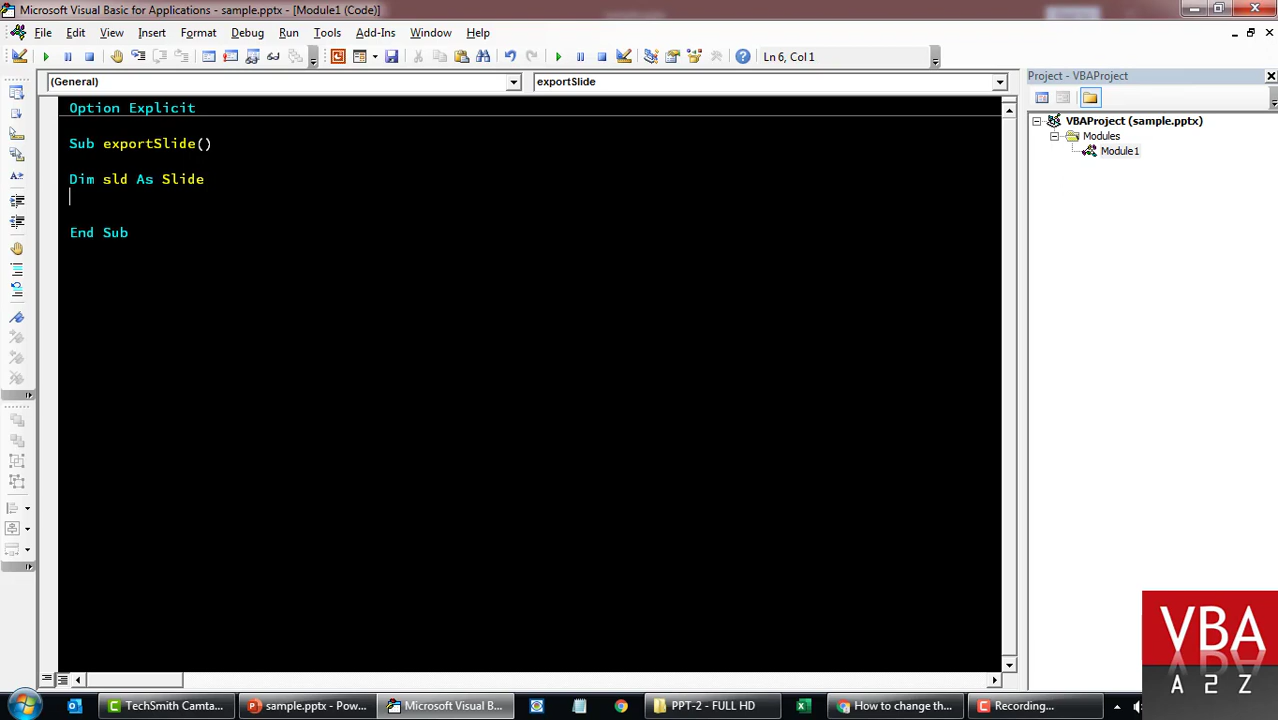 Microsoft Visual Basic for Applications - sample.pptx - [Module1 (Code)]
File Edit View Insert Format Debug Run Tools Add-Ins Window Help
Ln 6, Col 1
(General) exportSlide
Project - VBAProject
Option Explicit
VBAProject (sample.pptx)
Modules
Sub exportSlide()
Module1
Dim sld As Slide
End Sub
VBA
A 2 Z
TechSmith Camta... sample.pptx - Pow... Microsoft Visual B... PPT-2 - FULL HD How to change th... Recording...